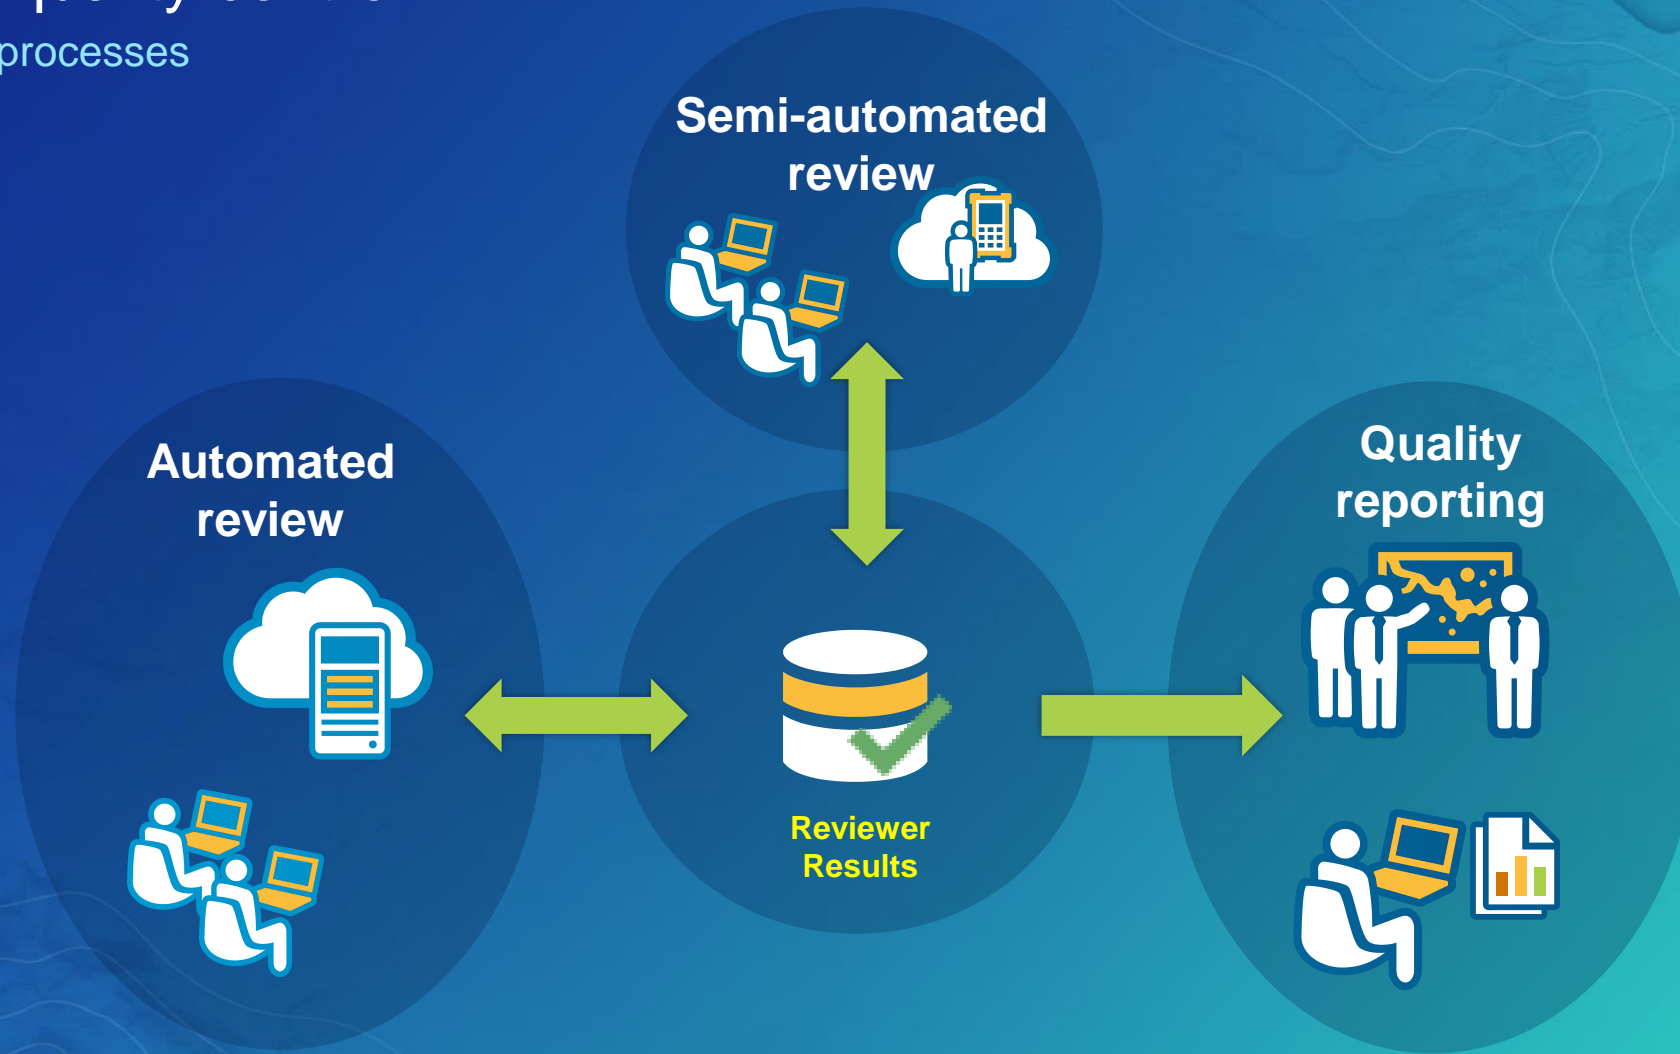 processes
Semi-automated
review
Automated
review
Quality
reporting
Reviewer
Results